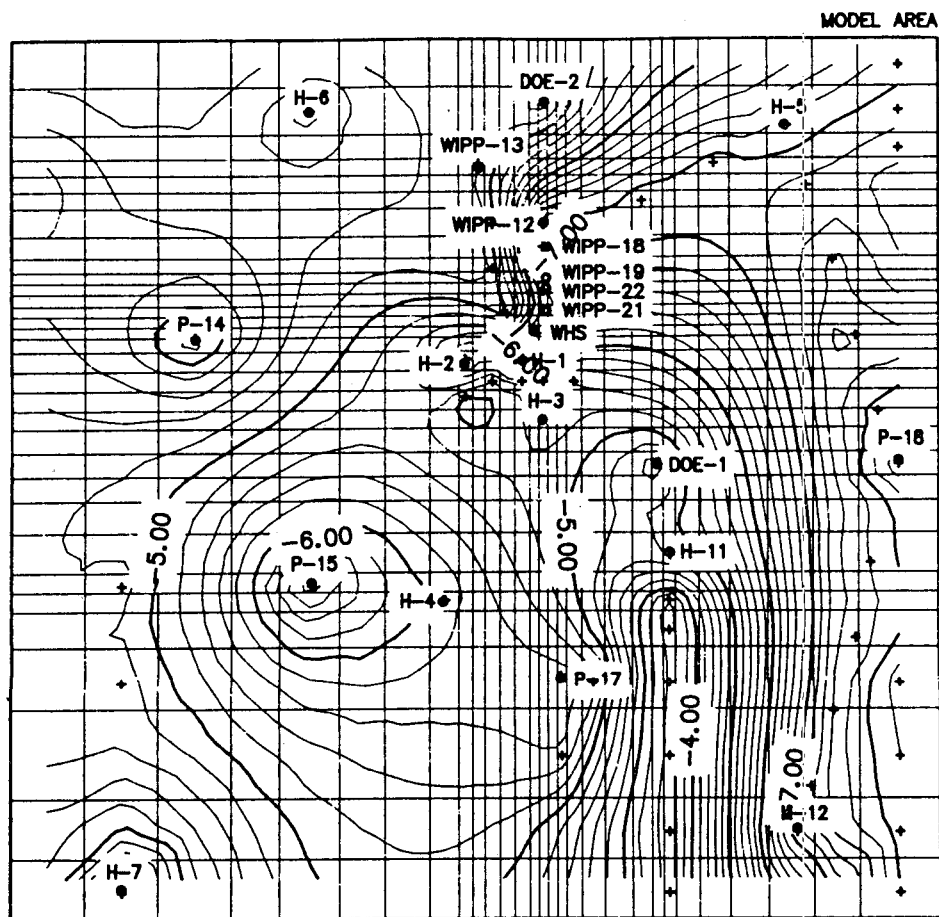 MODEL AREA
DOE-2
H-6
H-5
WIPP-13
WIPP-12
WIPP-18
WIPP-19
WIPP-22
P-14
WIPP-21
WHS
-6.00
H-2
H-1
H-3
P-18
DOE-1
-5.00
-5.00
-6.00
H-11
P-15
H-4
P-17
-4.00
-7.00
H-12
H-7